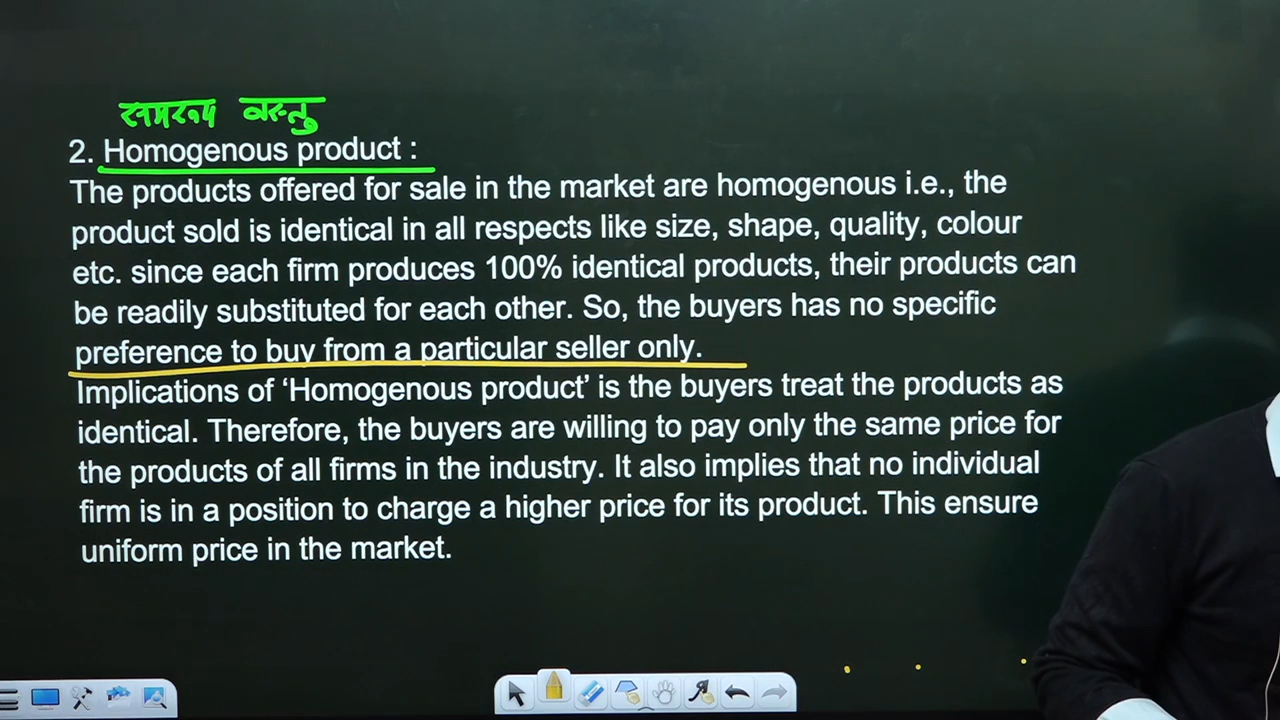 समरूप वस्तु
2. Homogenous product :
The products offered for sale in the market are homogenous i.e., the
product sold is identical in all respects like size, shape, quality, colour
etc. since each firm produces 100% identical products, their products can
be readily substituted for each other. So, the buyers has no specific
preference to buy from a particular seller only.
Implications of ‘Homogenous product’ is the buyers treat the products as
identical. Therefore, the buyers are willing to pay only the same price for
the products of all firms in the industry. It also implies that no individual
firm is in a position to charge a higher price for its product. This ensure
uniform price in the market.